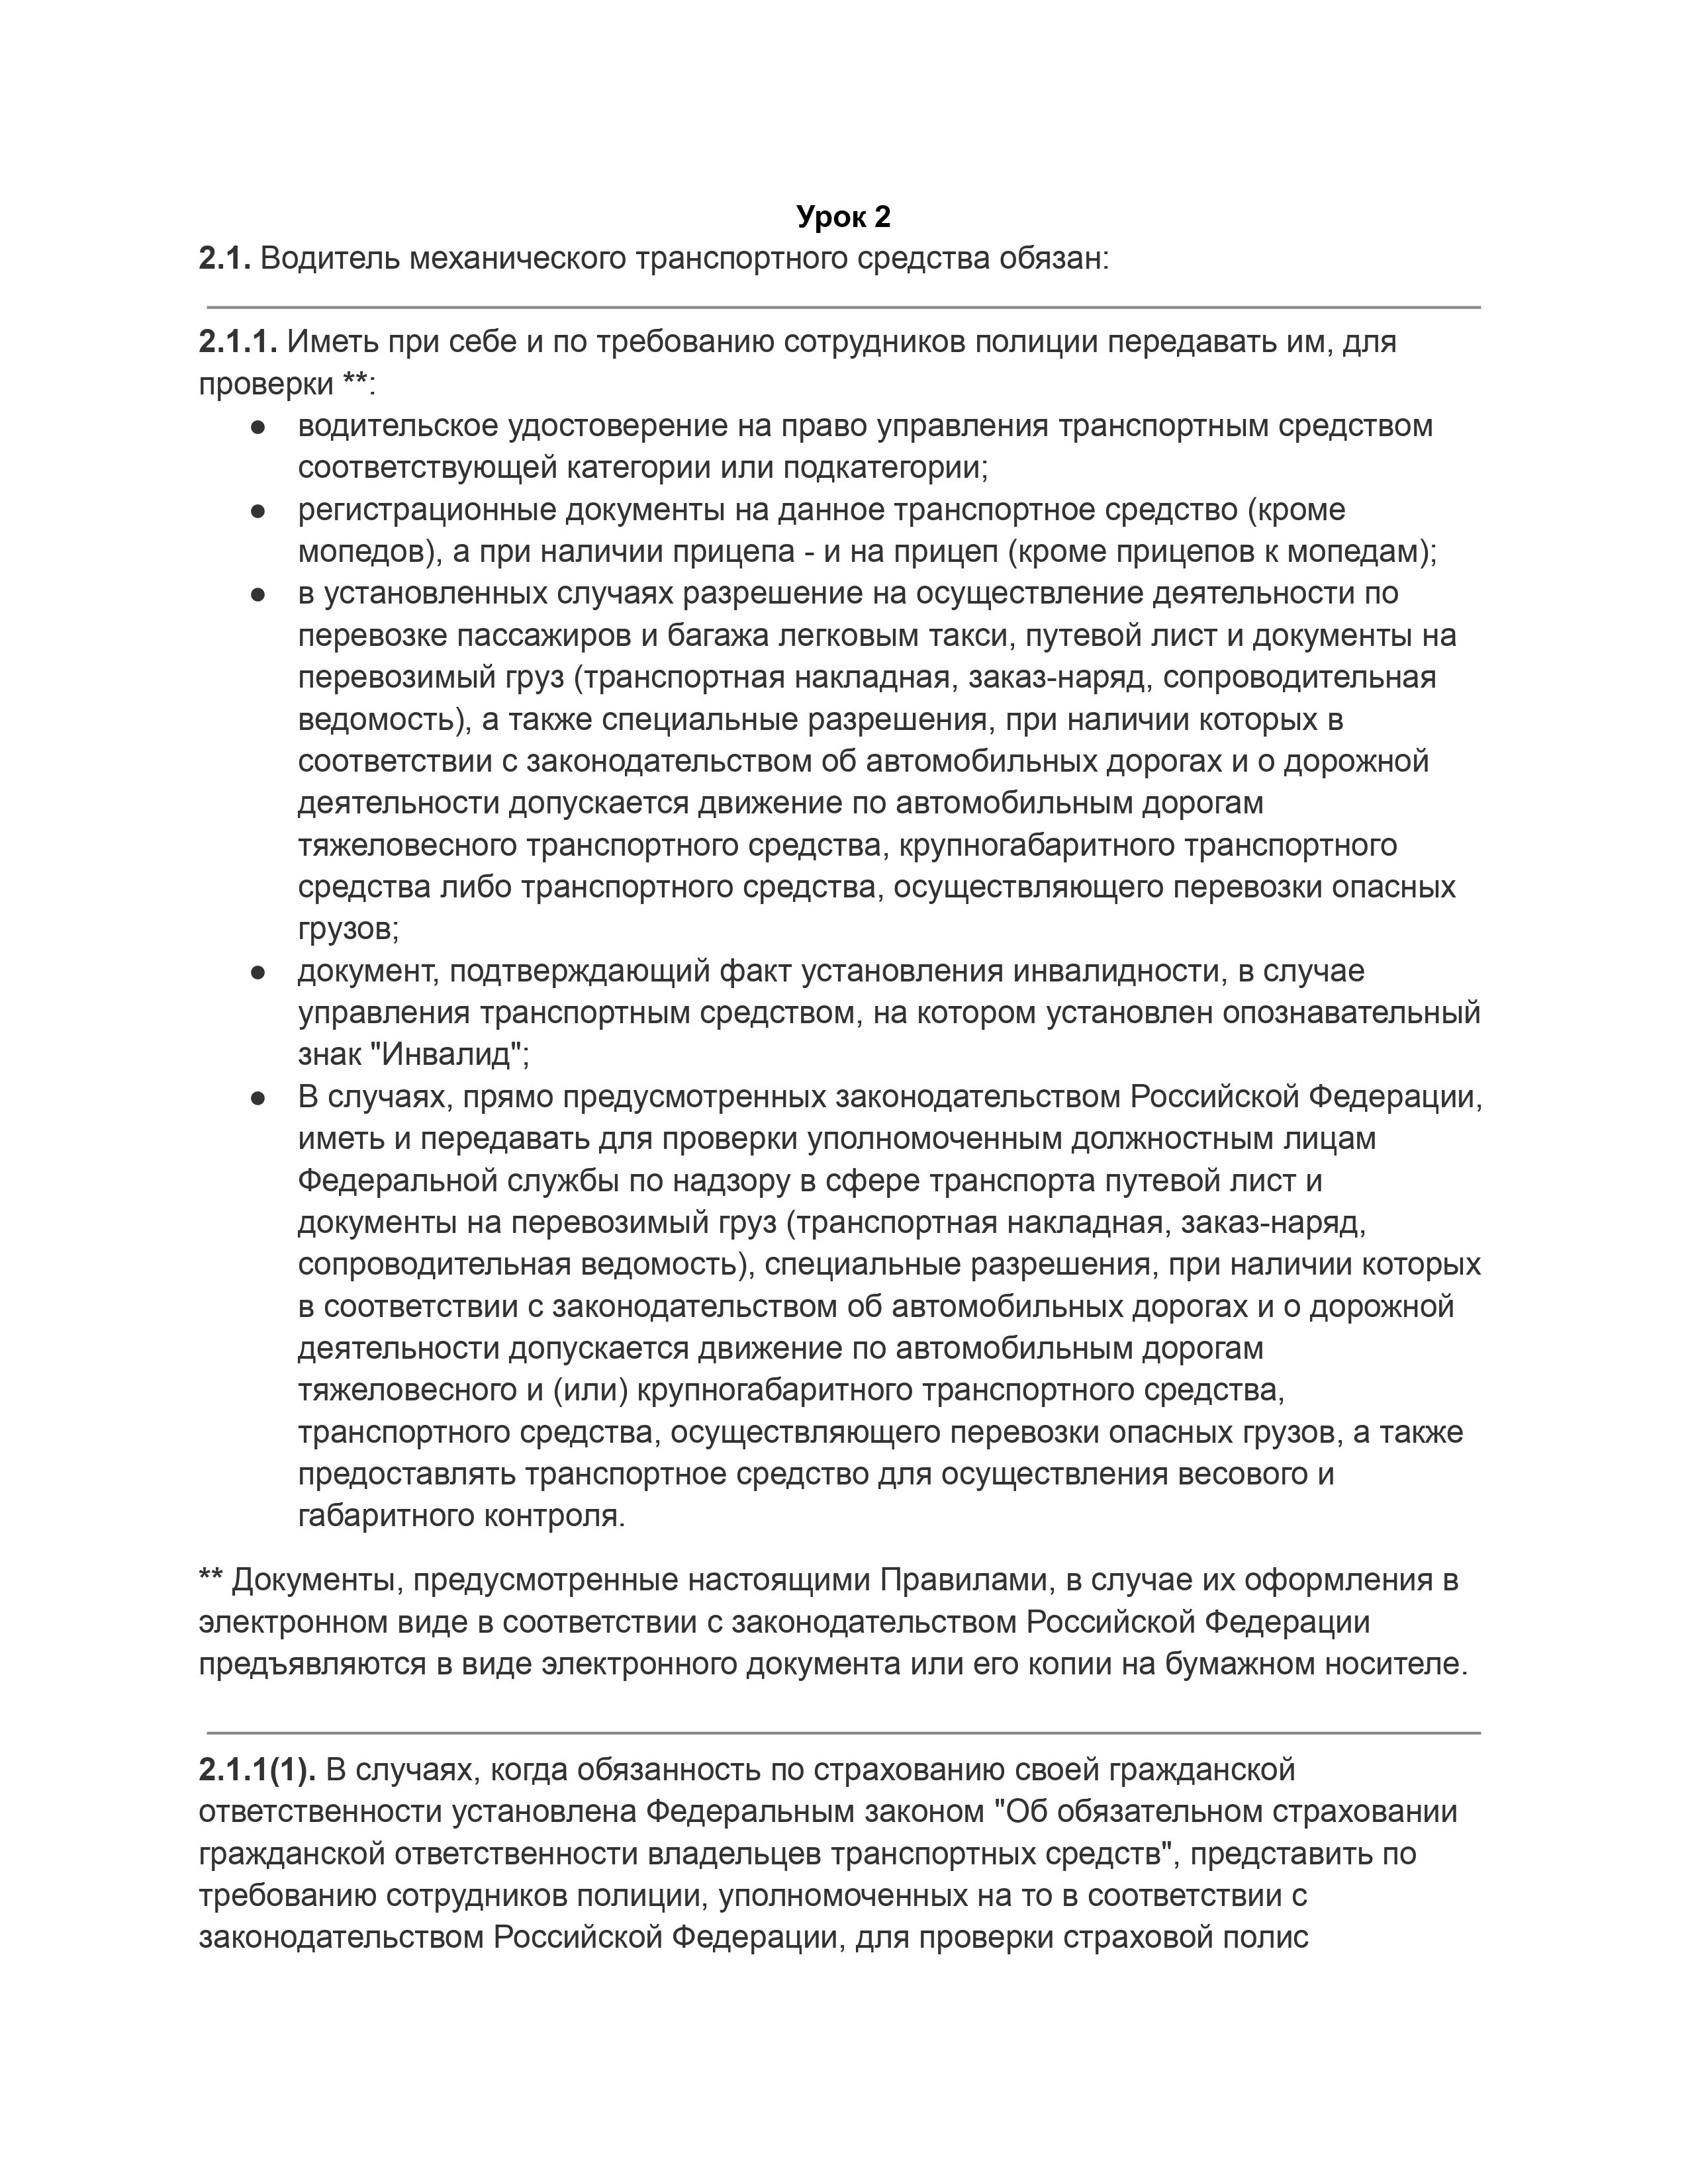 Урок 2
2.1. Водитель механического транспортного средства обязан:
2.1.1. Иметь при себе и по требованию сотрудников полиции передавать им, для
проверки **:
● водительское удостоверение на право управления транспортным средством
соответствующей категории или подкатегории;
● регистрационные документы на данное транспортное средство (кроме
мопедов), а при наличии прицепа - и на прицеп (кроме прицепов к мопедам);
● в установленных случаях разрешение на осуществление деятельности по
перевозке пассажиров и багажа легковым такси, путевой лист и документы на
перевозимый груз (транспортная накладная, заказ-наряд, сопроводительная
ведомость), а также специальные разрешения, при наличии которых в
соответствии с законодательством об автомобильных дорогах и о дорожной
деятельности допускается движение по автомобильным дорогам
тяжеловесного транспортного средства, крупногабаритного транспортного
средства либо транспортного средства, осуществляющего перевозки опасных
грузов;
● документ, подтверждающий факт установления инвалидности, в случае
управления транспортным средством, на котором установлен опознавательный
знак "Инвалид";
● В случаях, прямо предусмотренных законодательством Российской Федерации,
иметь и передавать для проверки уполномоченным должностным лицам
Федеральной службы по надзору в сфере транспорта путевой лист и
документы на перевозимый груз (транспортная накладная, заказ-наряд,
сопроводительная ведомость), специальные разрешения, при наличии которых
в соответствии с законодательством об автомобильных дорогах и о дорожной
деятельности допускается движение по автомобильным дорогам
тяжеловесного и (или) крупногабаритного транспортного средства,
транспортного средства, осуществляющего перевозки опасных грузов, а также
предоставлять транспортное средство для осуществления весового и
габаритного контроля.
** Документы, предусмотренные настоящими Правилами, в случае их оформления в
электронном виде в соответствии с законодательством Российской Федерации
предъявляются в виде электронного документа или его копии на бумажном носителе.
2.1.1(1). В случаях, когда обязанность по страхованию своей гражданской
ответственности установлена Федеральным законом "Об обязательном страховании
гражданской ответственности владельцев транспортных средств", представить по
требованию сотрудников полиции, уполномоченных на то в соответствии с
законодательством Российской Федерации, для проверки страховой полис